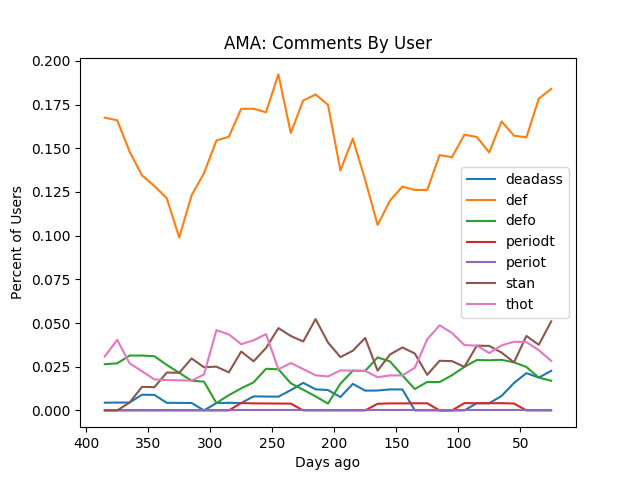 AMA: Comments By User
Percent of Users
0.200
0.175
0.150
0.125
0.100
0.075
0.050
0.025
0.000
deadass
def
defo
periodt
periot
stan
thot
400 350 300 250 200 150 100 50
Days ago